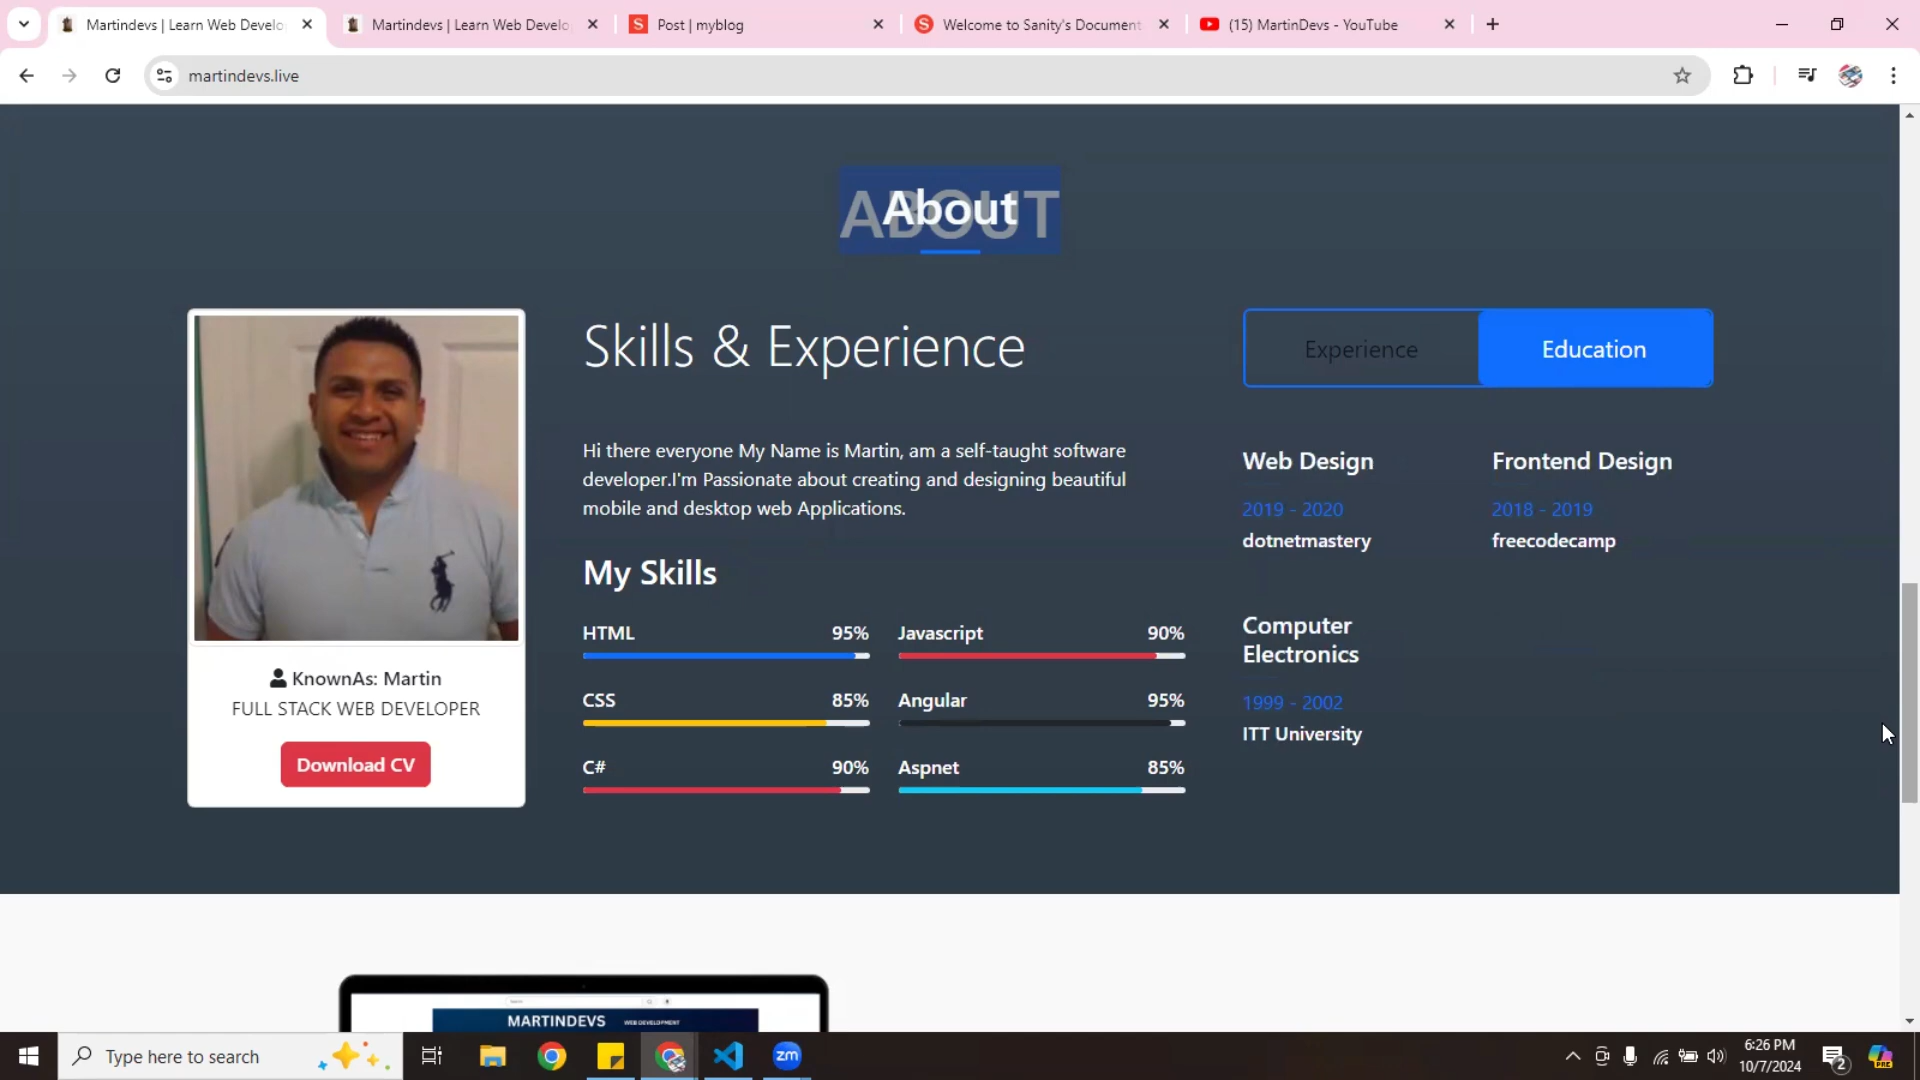 Martindevs | Learn Web Develo
Martindevs | Learn Web Develo
Post | myblog
Welcome to Sanity's Document
(15) MartinDevs - YouTube
martindevs.live
ABOUT
About
Skills & Experience
Experience
Education
Hi there everyone My Name is Martin, am a self-taught software
developer.I'm Passionate about creating and designing beautiful
mobile and desktop web Applications.
My Skills
HTML 95%
Javascript 90%
CSS 85%
Angular 95%
C# 90%
Aspnet 85%
Web Design
2019 - 2020
dotnetmastery
Frontend Design
2018 - 2019
freecodecamp
Computer
Electronics
1999 - 2002
ITT University
KnownAs: Martin
FULL STACK WEB DEVELOPER
Download CV
MARTINDEVS WEB DEVELOPMENT
Type here to search
zm
6:26 PM
10/7/2024
2